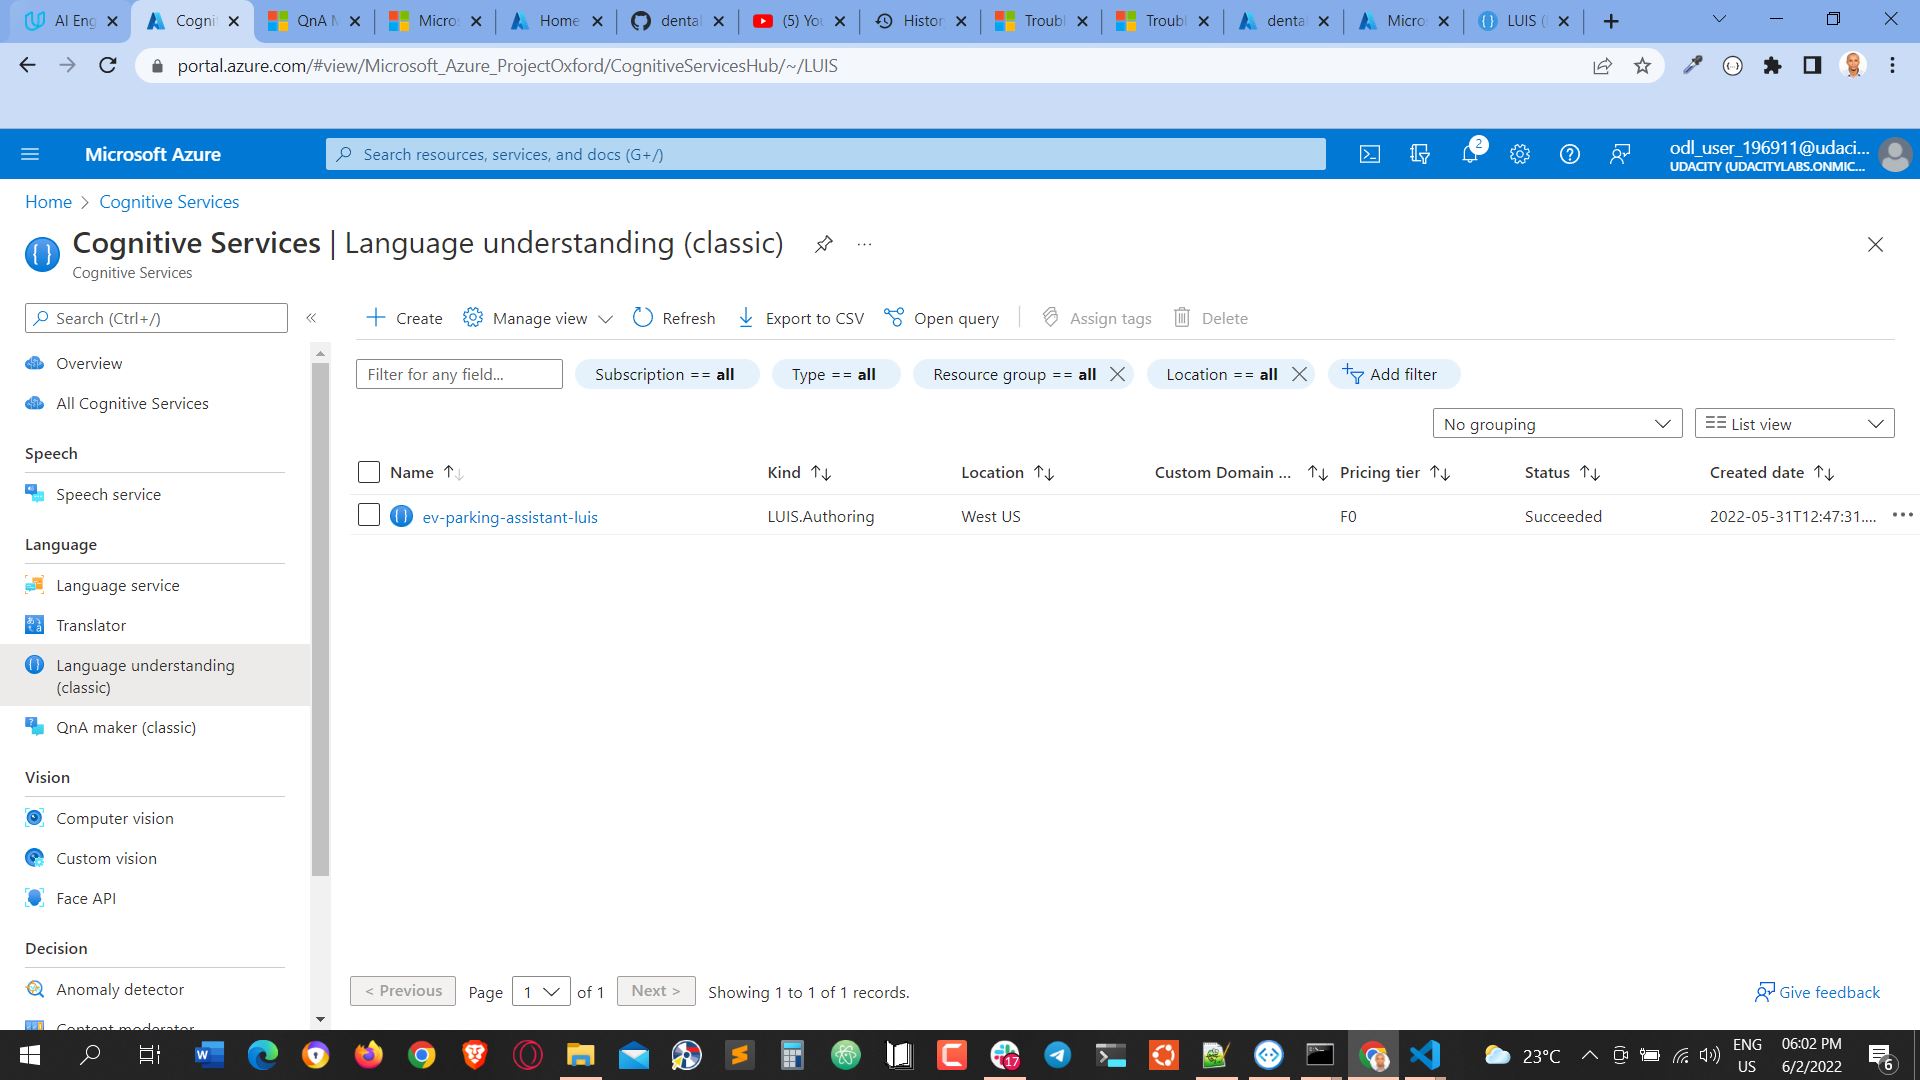 AI Eng
Cognit
QnA M
Micros
Home
dental
(5) You
History
Troubl
Troubl
dental
Micros
LUIS (
portal.azure.com/#view/Microsoft_Azure_ProjectOxford/CognitiveServicesHub/~/LUIS
Microsoft Azure
Search resources, services, and docs (G+/)
2
odl_user_196911@udaci...
UDACITY (UDACITYLABS.ONMIC...
Home > Cognitive Services
Cognitive Services | Language understanding (classic)
...
Cognitive Services
Search (Ctrl+/)
«
Create
Manage view
Refresh
Export to CSV
Open query
Assign tags
Delete
Overview
All Cognitive Services
Speech
Speech service
Language
Language service
Translator
Language understanding
(classic)
QnA maker (classic)
Vision
Computer vision
Custom vision
Face API
Decision
Anomaly detector
Content moderator
Filter for any field...
Subscription == all
Type == all
Resource group == all
Location == all
Add filter
No grouping
List view
Name
Kind
Location
Custom Domain ...
Pricing tier
Status
Created date
ev-parking-assistant-luis
LUIS.Authoring
West US
F0
Succeeded
2022-05-31T12:47:31....
< Previous
Page 1 of 1
Next >
Showing 1 to 1 of 1 records.
Give feedback
17
23°C
ENG
US
06:02 PM
6/2/2022
6